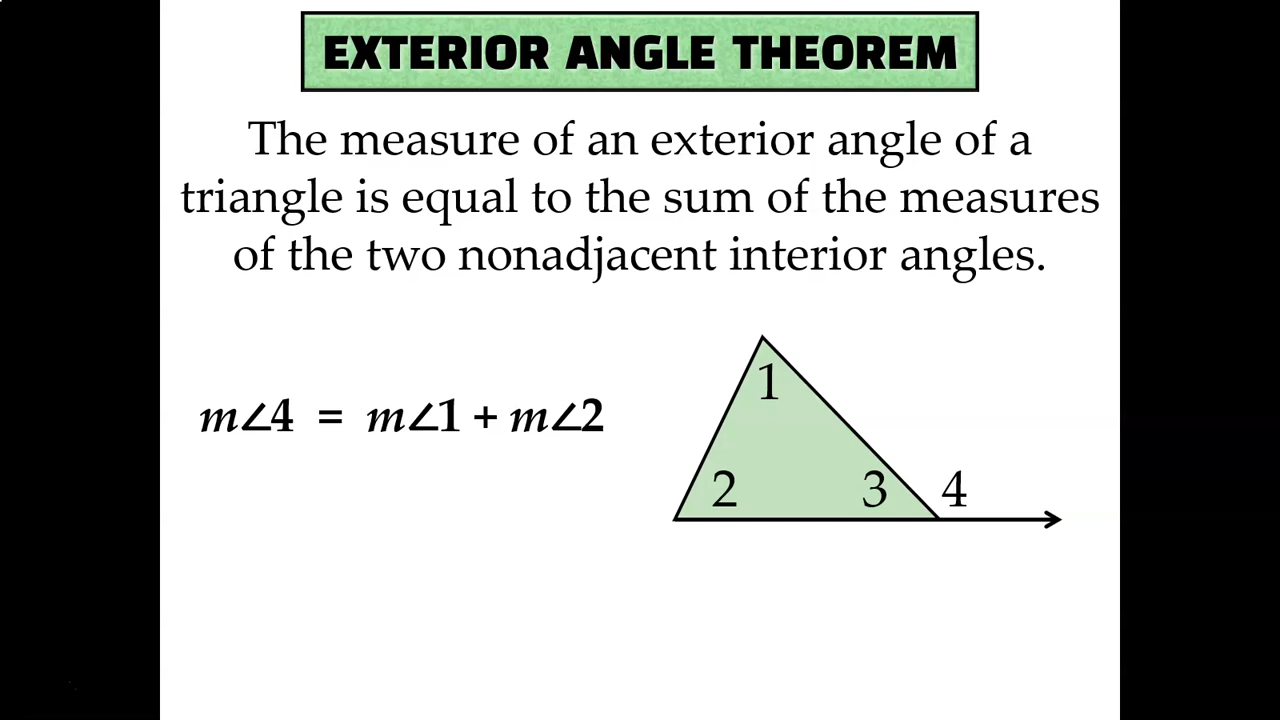 EXTERIOR ANGLE THEOREM
The measure of an exterior angle of a
triangle is equal to the sum of the measures
of the two nonadjacent interior angles.
m∠4 = m∠1 + m∠2
1
2 3 4